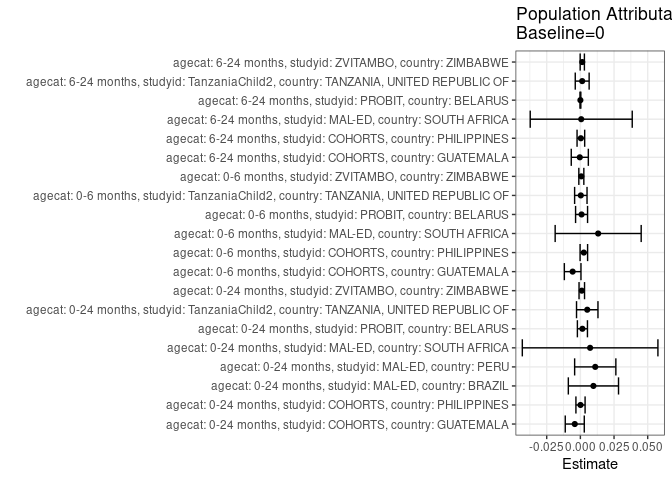 Population Attributa
Baseline=0
agecat: 6-24 months, studyid: ZVITAMBO, country: ZIMBABWE
agecat: 6-24 months, studyid: TanzaniaChild2, country: TANZANIA, UNITED REPUBLIC OF
agecat: 6-24 months, studyid: PROBIT, country: BELARUS
agecat: 6-24 months, studyid: MAL-ED, country: SOUTH AFRICA
agecat: 6-24 months, studyid: COHORTS, country: PHILIPPINES
agecat: 6-24 months, studyid: COHORTS, country: GUATEMALA
agecat: 0-6 months, studyid: ZVITAMBO, country: ZIMBABWE
agecat: 0-6 months, studyid: TanzaniaChild2, country: TANZANIA, UNITED REPUBLIC OF
agecat: 0-6 months, studyid: PROBIT, country: BELARUS
agecat: 0-6 months, studyid: MAL-ED, country: SOUTH AFRICA
agecat: 0-6 months, studyid: COHORTS, country: PHILIPPINES
agecat: 0-6 months, studyid: COHORTS, country: GUATEMALA
agecat: 0-24 months, studyid: ZVITAMBO, country: ZIMBABWE
agecat: 0-24 months, studyid: TanzaniaChild2, country: TANZANIA, UNITED REPUBLIC OF
agecat: 0-24 months, studyid: PROBIT, country: BELARUS
agecat: 0-24 months, studyid: MAL-ED, country: SOUTH AFRICA
agecat: 0-24 months, studyid: MAL-ED, country: PERU
agecat: 0-24 months, studyid: MAL-ED, country: BRAZIL
agecat: 0-24 months, studyid: COHORTS, country: PHILIPPINES
agecat: 0-24 months, studyid: COHORTS, country: GUATEMALA
-0.025 0.000 0.025 0.050
Estimate